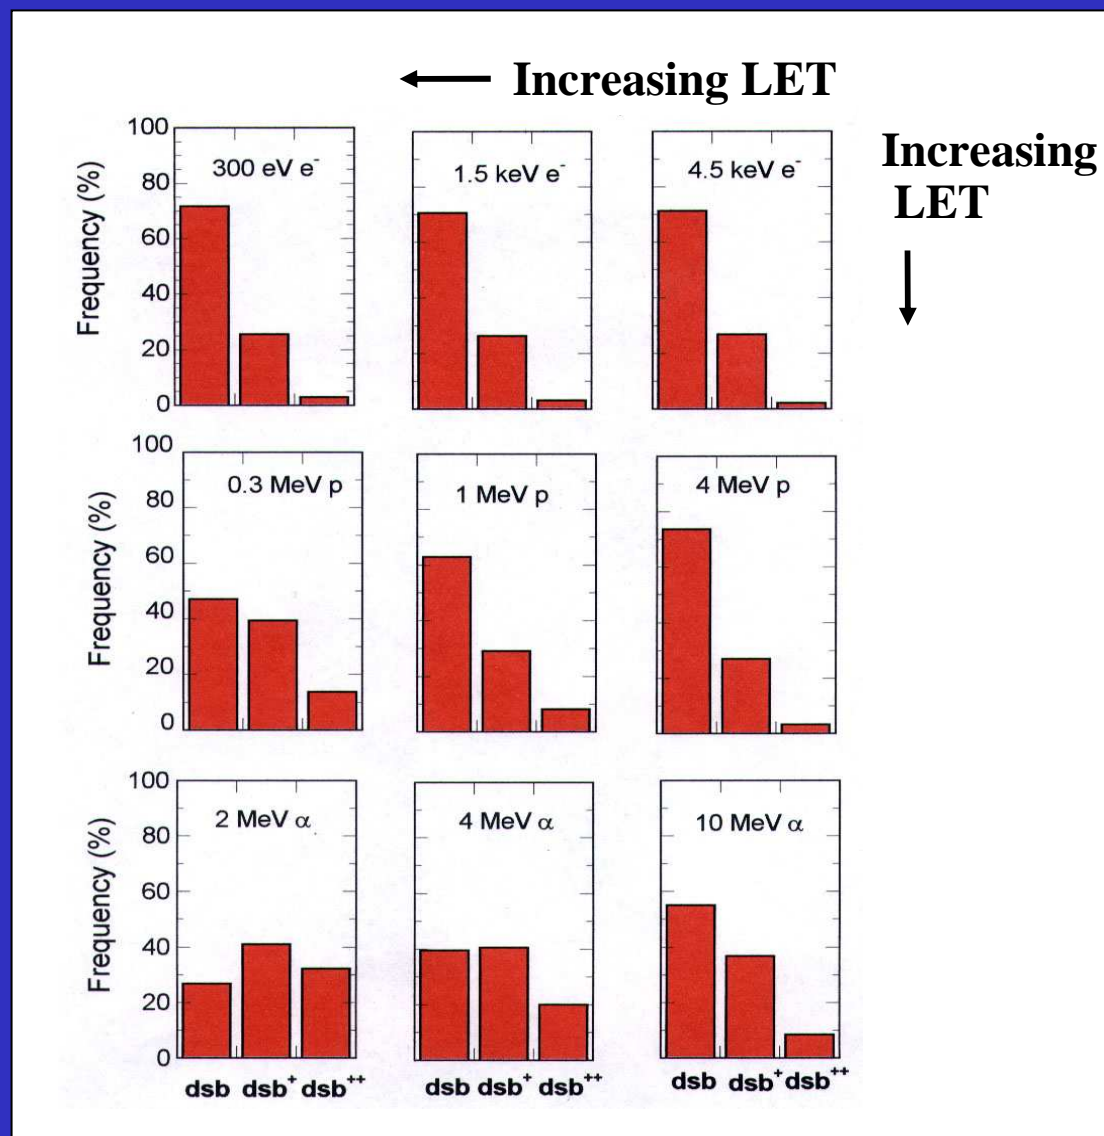 Increasing LET
Increasing
LET
100
80
60
40
20
0
Frequency (%)
300 eV e⁻
1.5 keV e⁻
4.5 keV e⁻
100
80
60
40
20
0
Frequency (%)
0.3 MeV p
1 MeV p
4 MeV p
100
80
60
40
20
0
Frequency (%)
2 MeV α
4 MeV α
10 MeV α
dsb dsb⁺ dsb⁺⁺
dsb dsb⁺ dsb⁺⁺
dsb dsb⁺ dsb⁺⁺